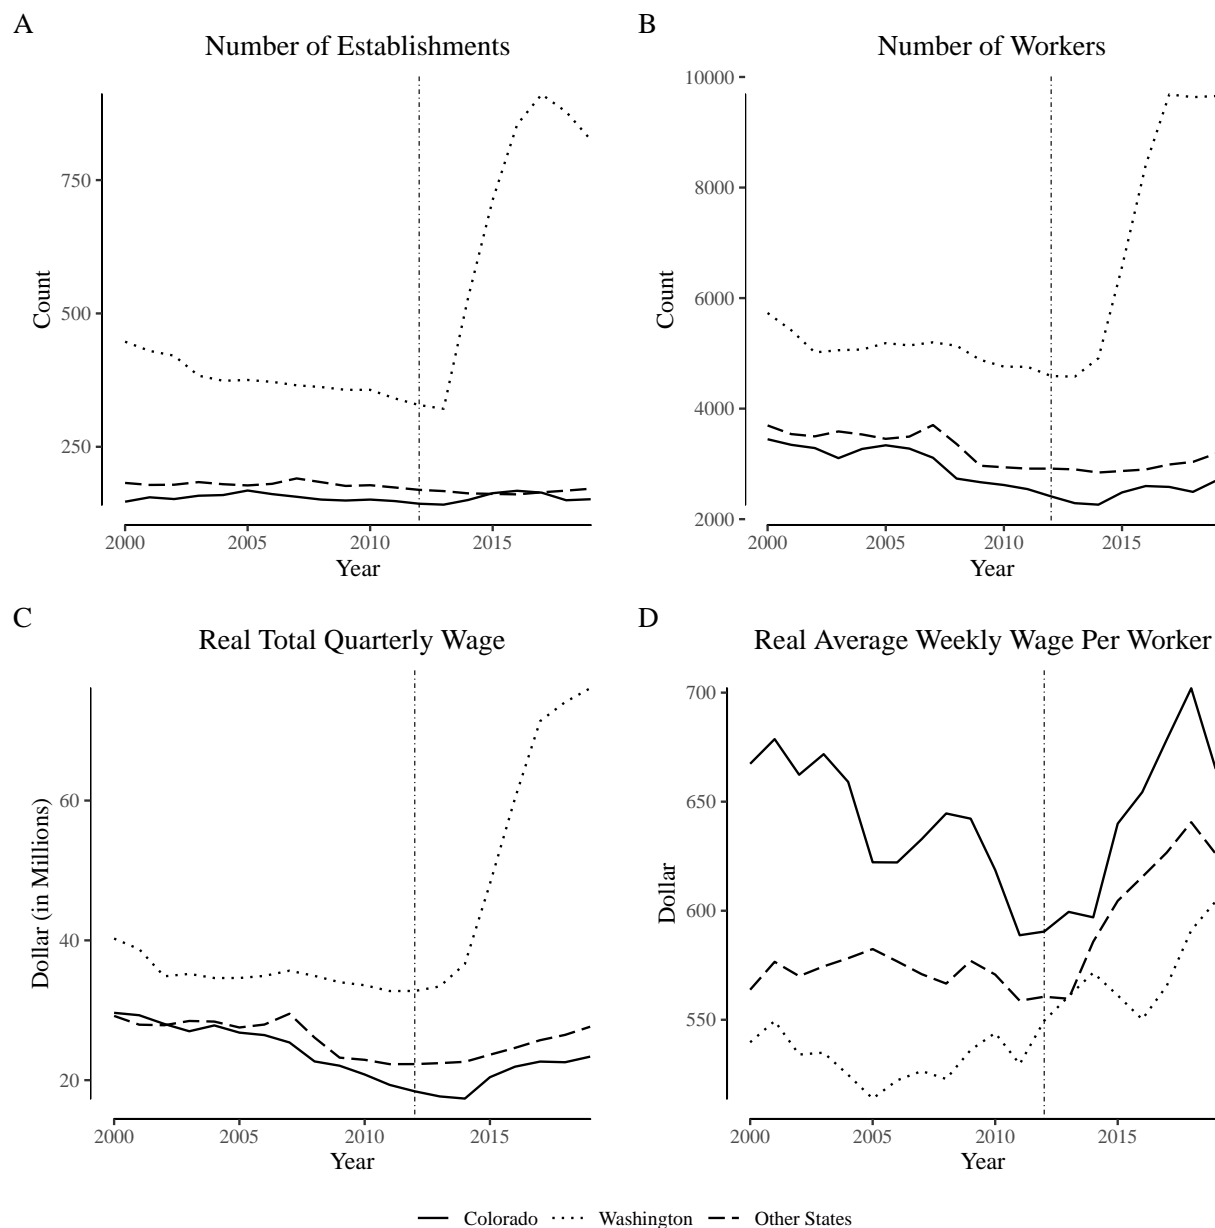 A
Number of Establishments
Count
750
500
250
2000 2005 2010 2015
Year
B
Number of Workers
Count
10000
8000
6000
4000
2000
2000 2005 2010 2015
Year
C
Real Total Quarterly Wage
Dollar (in Millions)
60
40
20
2000 2005 2010 2015
Year
D
Real Average Weekly Wage Per Worker
Dollar
700
650
600
550
2000 2005 2010 2015
Year
Colorado Washington Other States